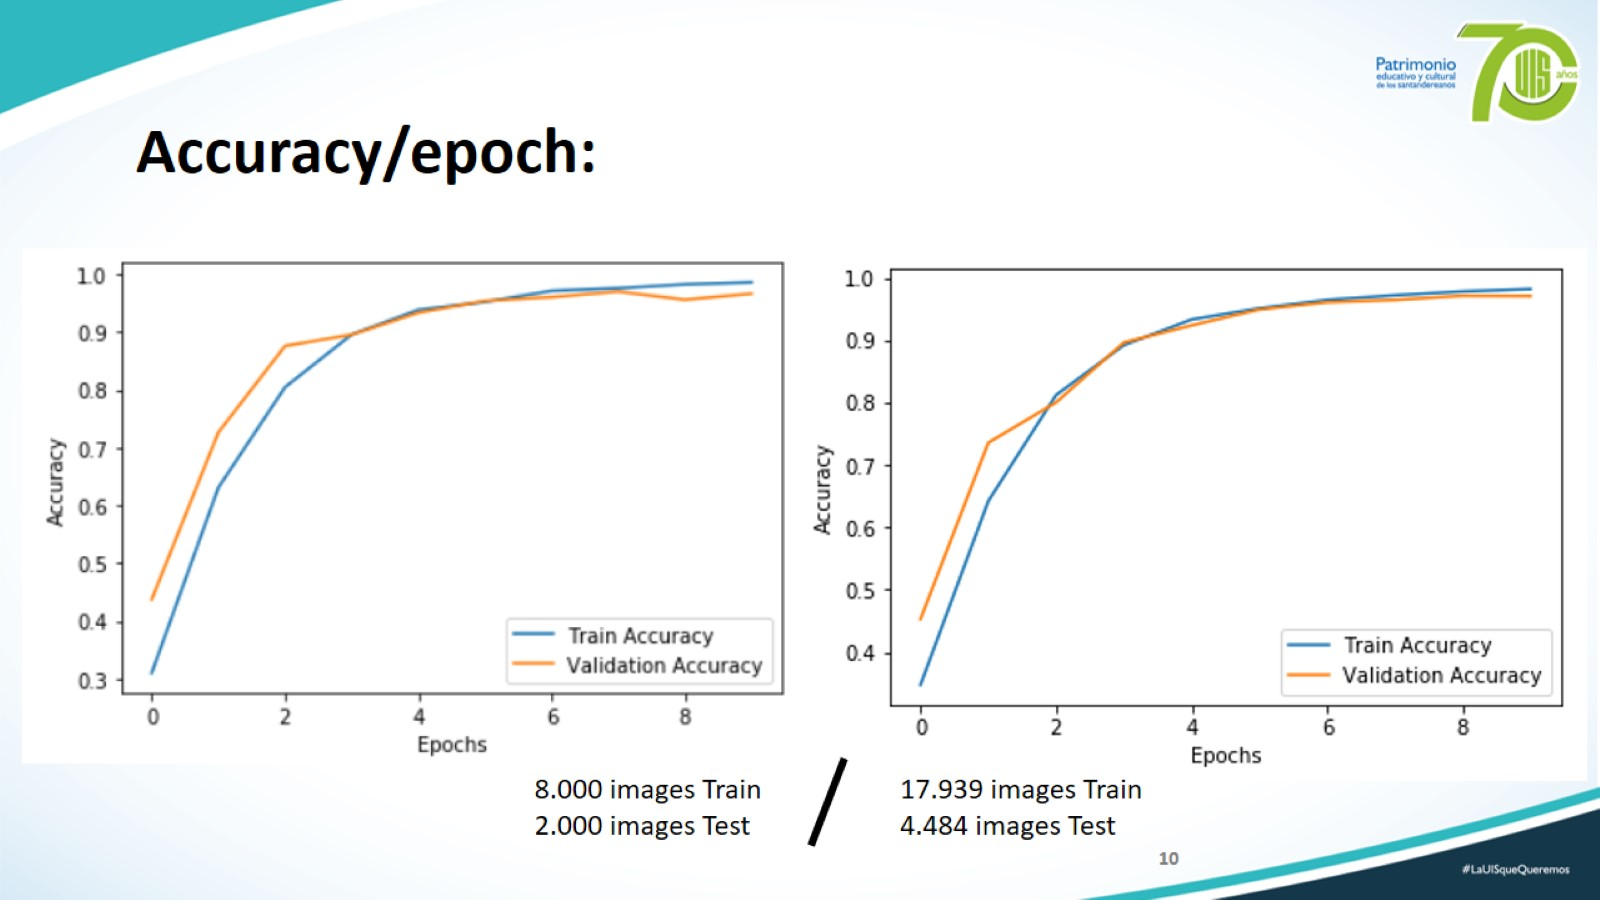 Patrimonio
educativo y cultural
de los santandereanos
70 UIS años
Accuracy/epoch:
1.0
0.9
0.8
0.7
0.6
0.5
0.4
0.3
Accuracy
0 2 4 6 8
Epochs
Train Accuracy
Validation Accuracy
1.0
0.9
0.8
0.7
0.6
0.5
0.4
Accuracy
0 2 4 6 8
Epochs
Train Accuracy
Validation Accuracy
8.000 images Train
2.000 images Test
/
17.939 images Train
4.484 images Test
10
#LaUISqueQueremos